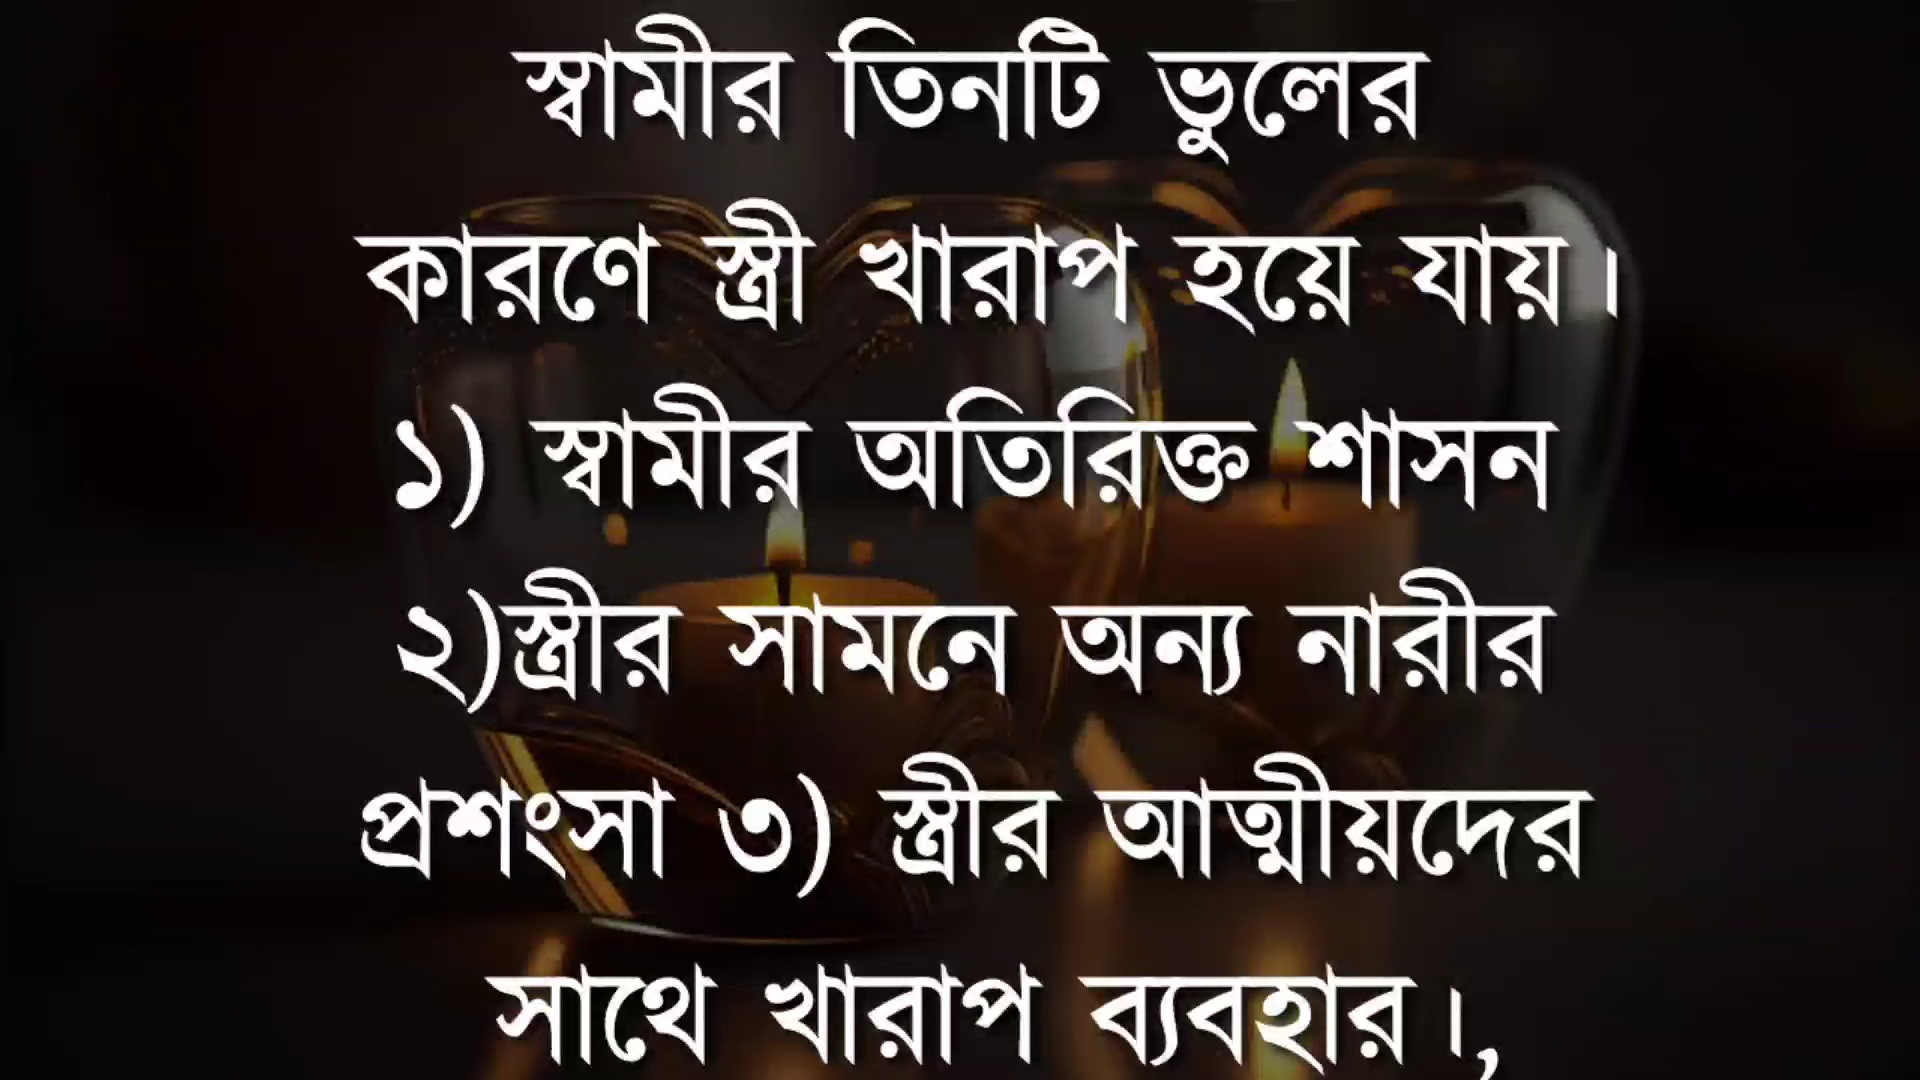 স্বামীর তিনটি ভুলের
কারণে স্ত্রী খারাপ হয়ে যায়।
১) স্বামীর অতিরিক্ত শাসন
২)স্ত্রীর সামনে অন্য নারীর
প্রশংসা ৩) স্ত্রীর আত্মীয়দের
সাথে খারাপ ব্যবহার।,